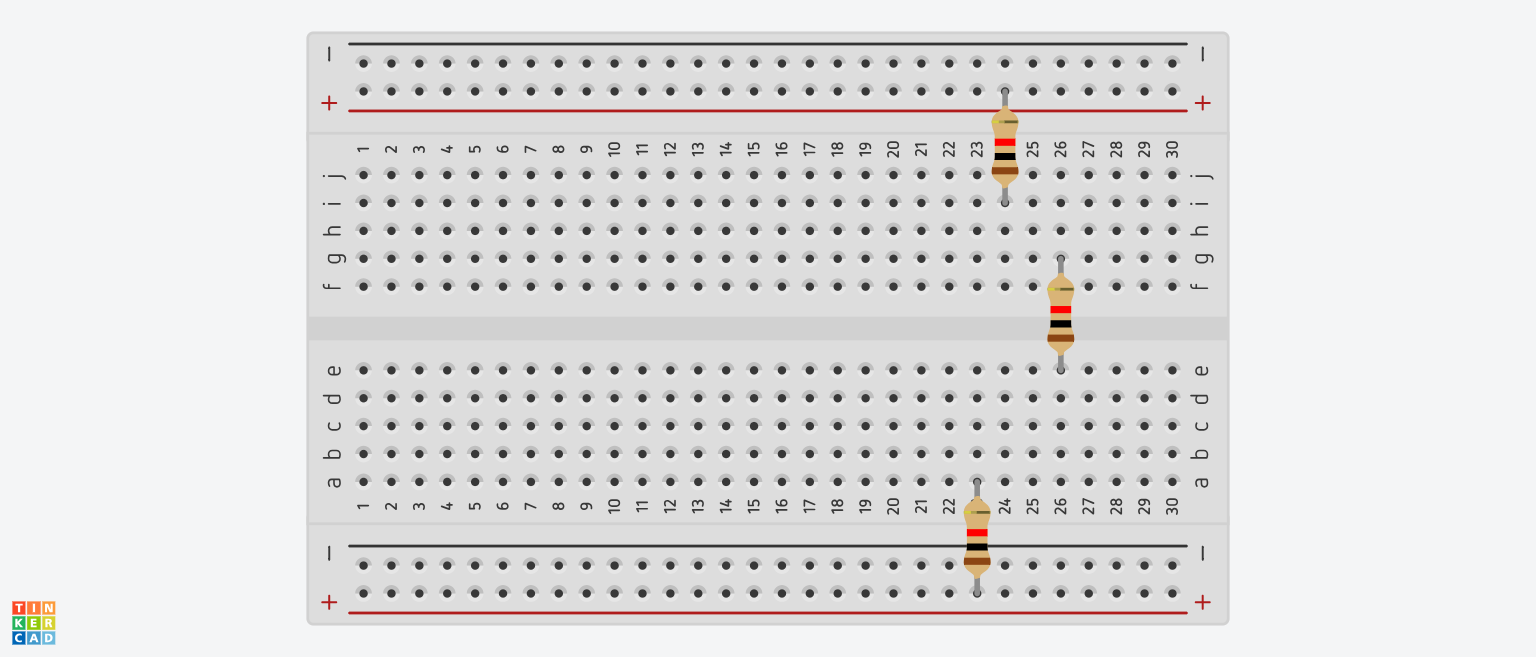 − −
+ +
1 2 3 4 5 6 7 8 9 10 11 12 13 14 15 16 17 18 19 20 21 22 23 25 26 27 28 29 30
j j
i i
h h
g g
f f
e e
d d
c c
b b
a a
1 2 3 4 5 6 7 8 9 10 11 12 13 14 15 16 17 18 19 20 21 22 24 25 26 27 28 29 30
− −
+ +
TIN
KER
CAD